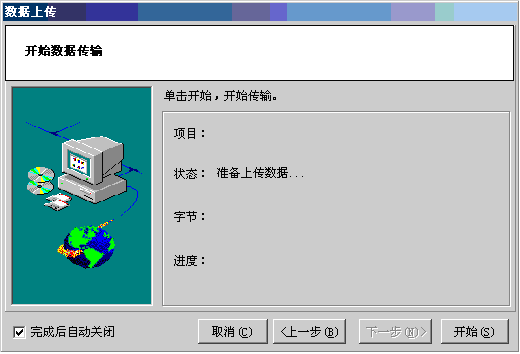 数据上传
开始数据传输
单击开始，开始传输。
项目：
状态： 准备上传数据...
字节：
进度：
完成后自动关闭
取消(C)
<上一步(B)
下一步(N)>
开始(S)